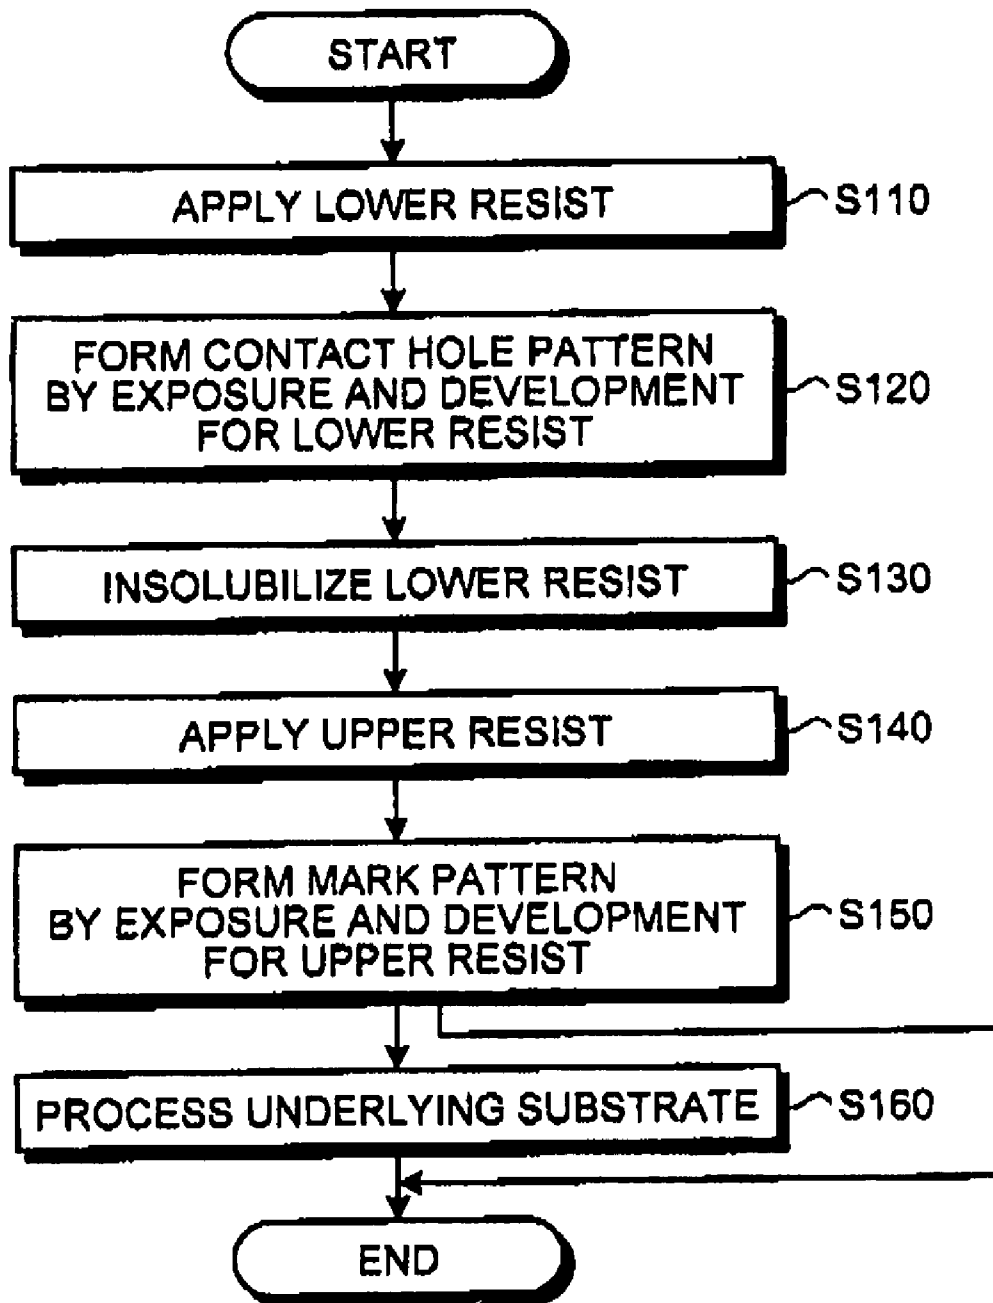 START
APPLY LOWER RESIST
S110
FORM CONTACT HOLE PATTERN
BY EXPOSURE AND DEVELOPMENT
FOR LOWER RESIST
S120
INSOLUBILIZE LOWER RESIST
S130
APPLY UPPER RESIST
S140
FORM MARK PATTERN
BY EXPOSURE AND DEVELOPMENT
FOR UPPER RESIST
S150
PROCESS UNDERLYING SUBSTRATE
S160
END